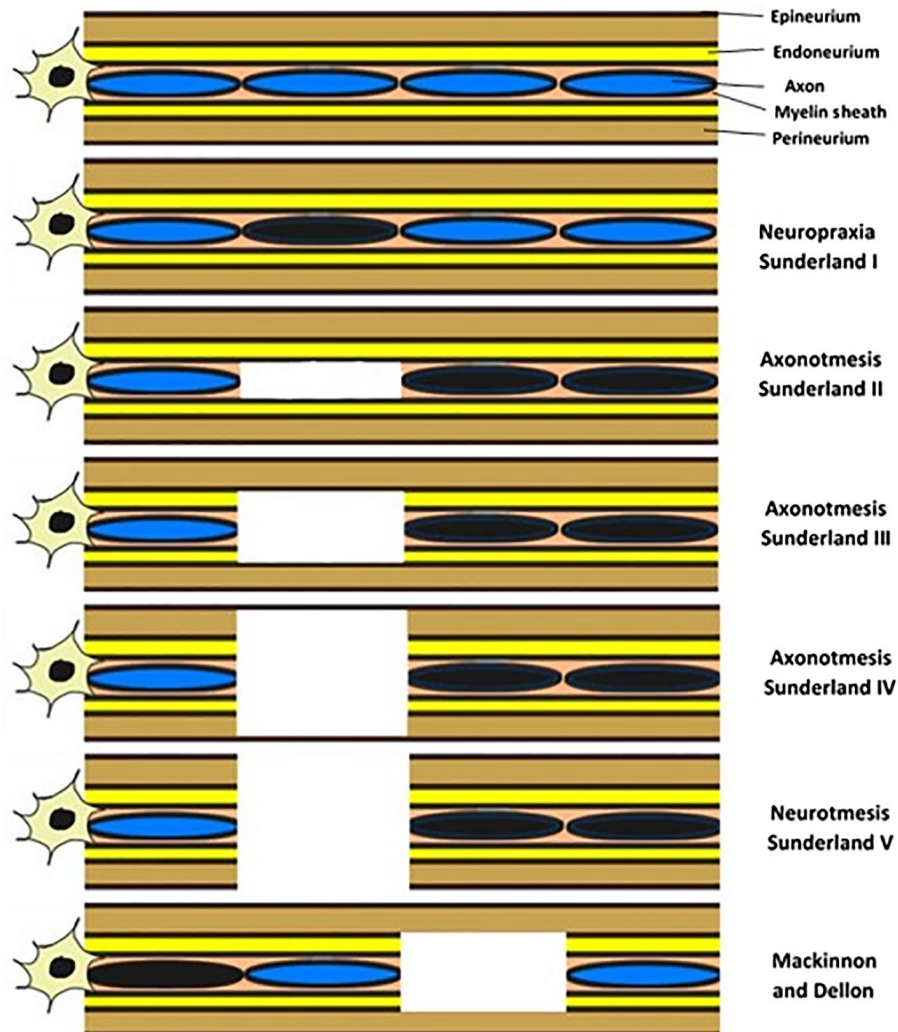 Epineurium
Endoneurium
Axon
Myelin sheath
Perineurium
Neuropraxia
Sunderland I
Axonotmesis
Sunderland II
Axonotmesis
Sunderland III
Axonotmesis
Sunderland IV
Neurotmesis
Sunderland V
Mackinnon
and Dellon